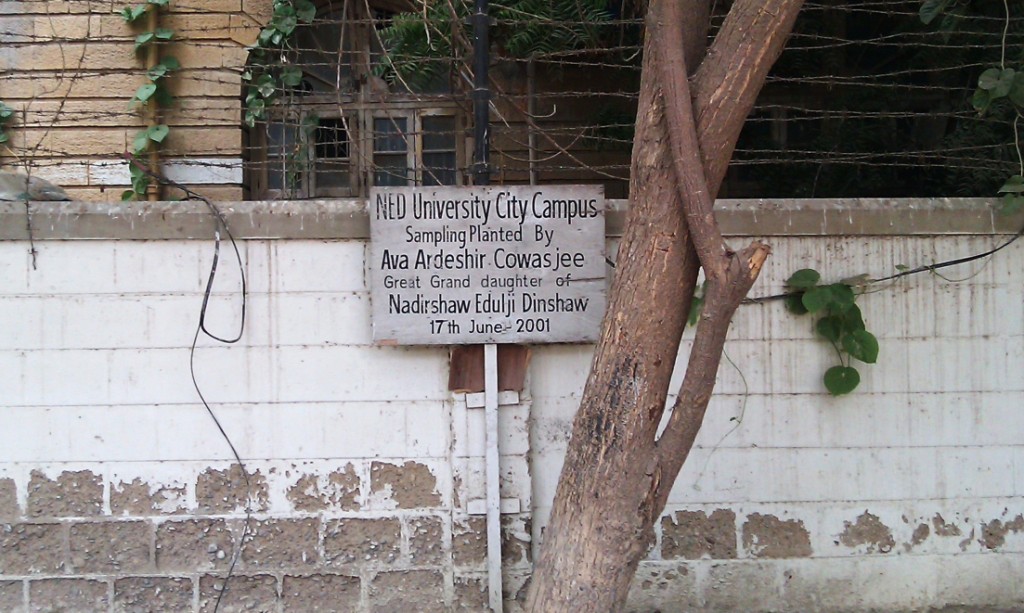 NED University City Campus
Sampling Planted By
Ava Ardeshir Cowasjee
Great Grand daughter of
Nadirshaw Edulji Dinshaw
17th June - 2001